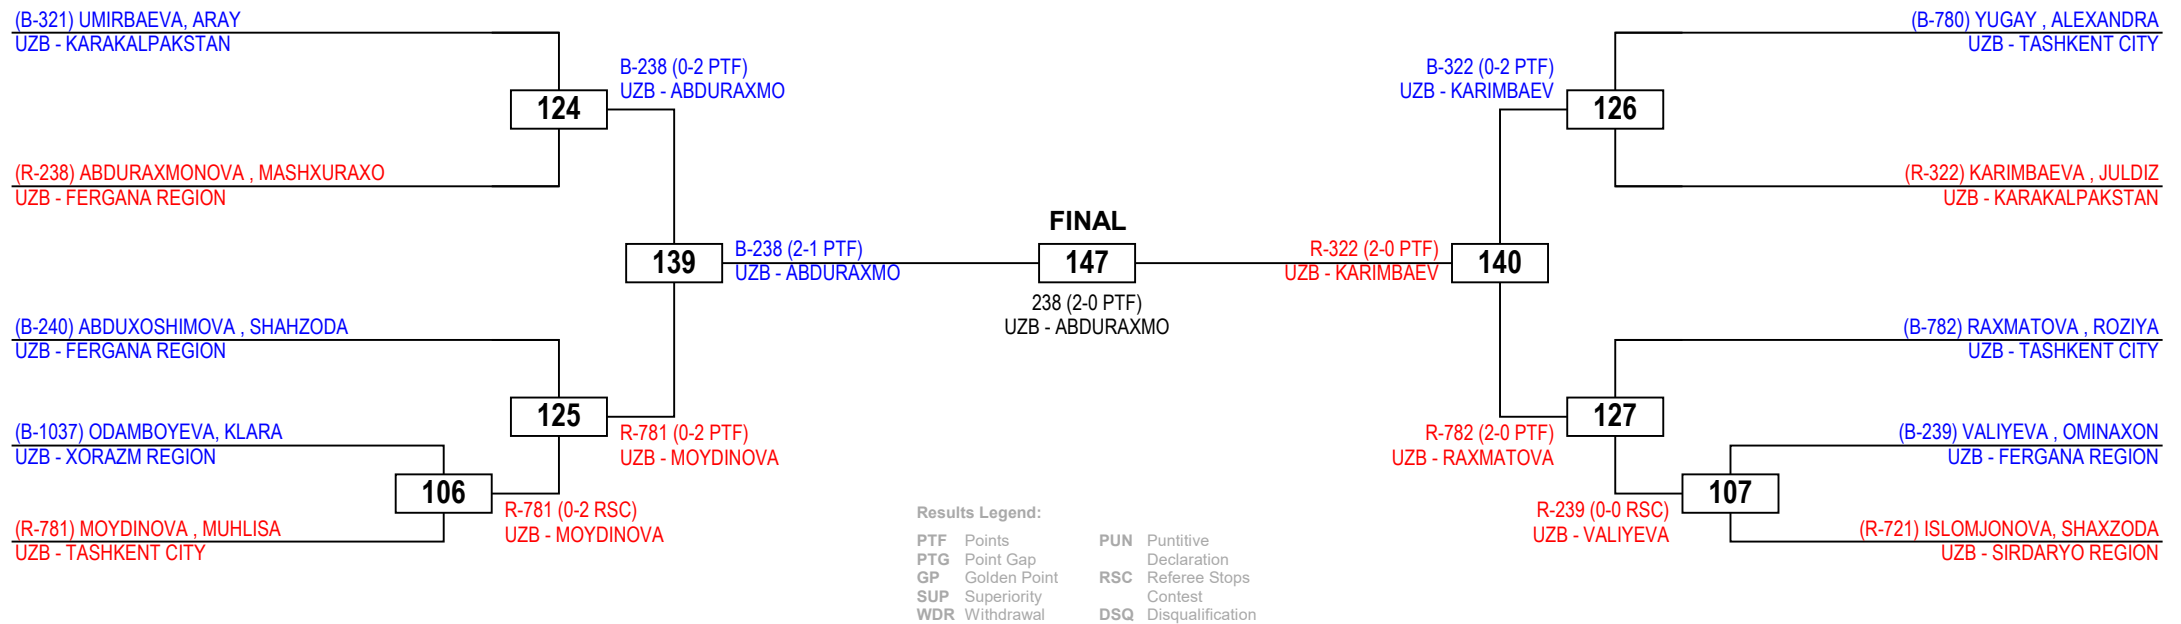 (B-321) UMIRBAEVA, ARAY
UZB - KARAKALPAKSTAN
B-238 (0-2 PTF)
UZB - ABDURAXMO
124
(R-238) ABDURAXMONOVA , MASHXURAXO
UZB - FERGANA REGION
139
B-238 (2-1 PTF)
UZB - ABDURAXMO
(B-240) ABDUXOSHIMOVA , SHAHZODA
UZB - FERGANA REGION
125
R-781 (0-2 PTF)
UZB - MOYDINOVA
(B-1037) ODAMBOYEVA, KLARA
UZB - XORAZM REGION
106
R-781 (0-2 RSC)
UZB - MOYDINOVA
(R-781) MOYDINOVA , MUHLISA
UZB - TASHKENT CITY
FINAL
147
238 (2-0 PTF)
UZB - ABDURAXMO
(B-780) YUGAY , ALEXANDRA
UZB - TASHKENT CITY
B-322 (0-2 PTF)
UZB - KARIMBAEV
126
(R-322) KARIMBAEVA , JULDIZ
UZB - KARAKALPAKSTAN
R-322 (2-0 PTF)
UZB - KARIMBAEV
140
(B-782) RAXMATOVA , ROZIYA
UZB - TASHKENT CITY
127
R-782 (2-0 PTF)
UZB - RAXMATOVA
(B-239) VALIYEVA , OMINAXON
UZB - FERGANA REGION
107
R-239 (0-0 RSC)
UZB - VALIYEVA
(R-721) ISLOMJONOVA, SHAXZODA
UZB - SIRDARYO REGION
Results Legend:
PTF Points
PTG Point Gap
GP Golden Point
SUP Superiority
WDR Withdrawal
PUN Puntitive
Declaration
RSC Referee Stops
Contest
DSQ Disqualification